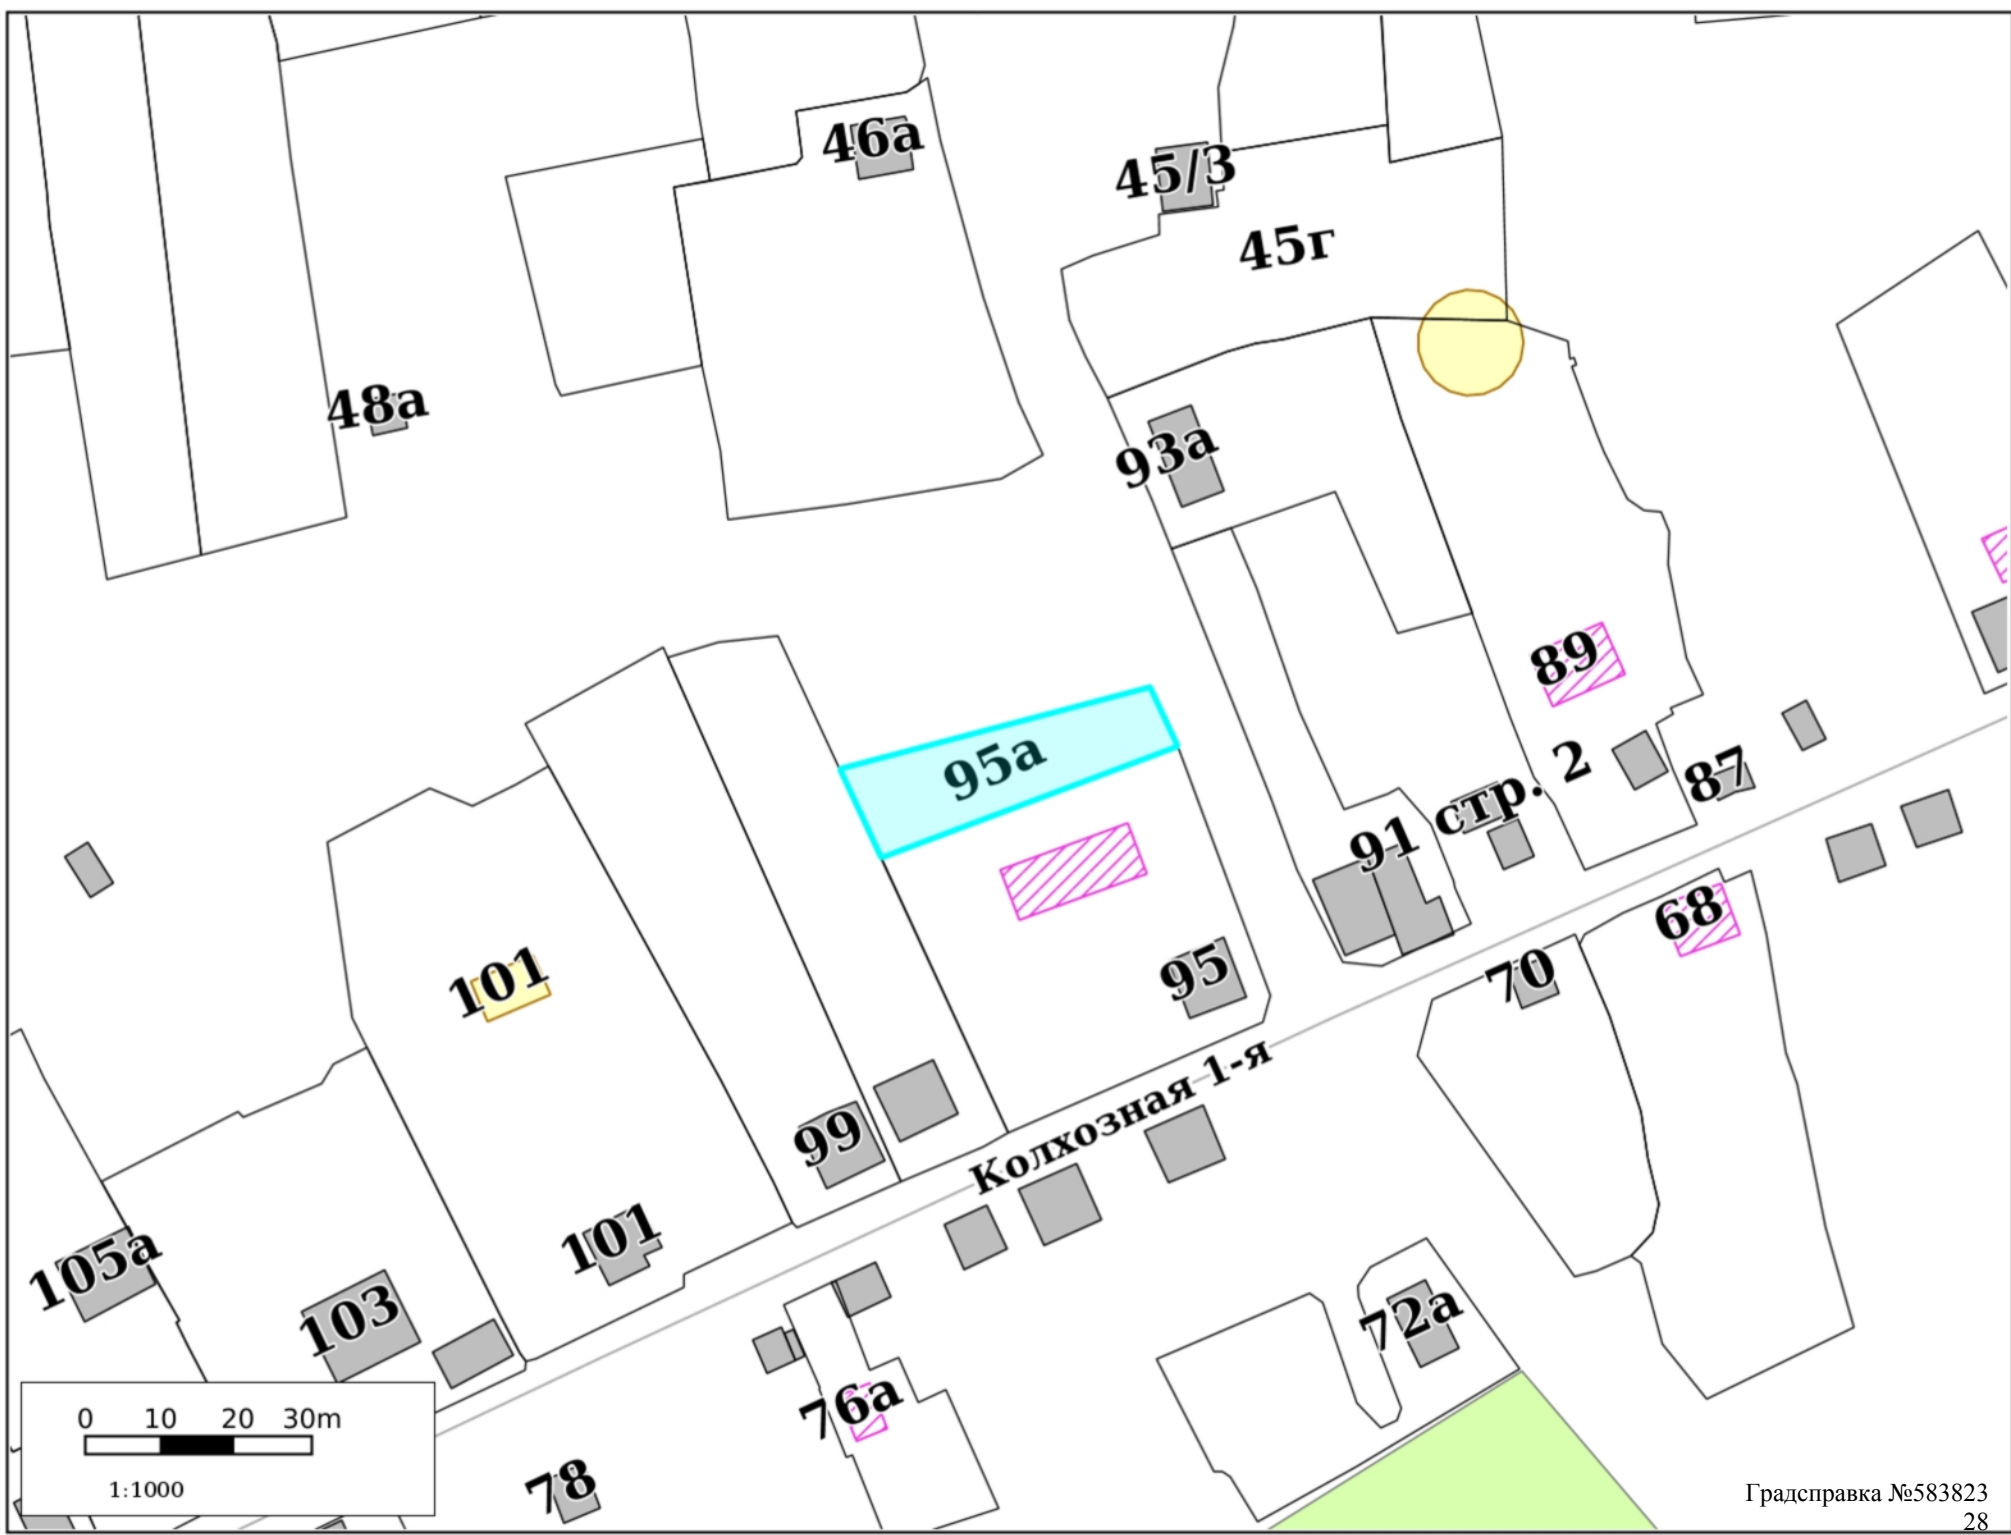 46а
45/3
45г
48а
93а
89
95а
стр. 2
87
91
68
101
95
70
Колхозная 1-я
99
101
105а
103
72а
76а
78
0 10 20 30m
1:1000
Градсправка №583823
28